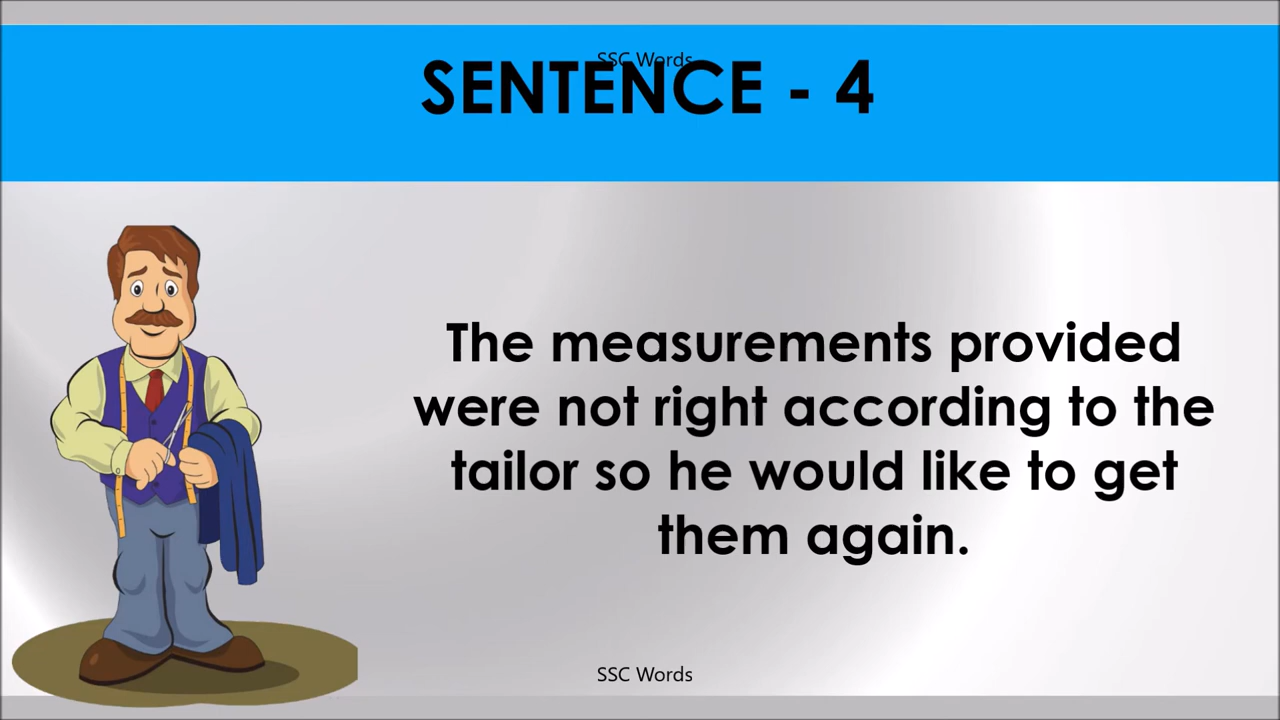 SSC Words
SENTENCE - 4
The measurements provided
were not right according to the
tailor so he would like to get
them again.
SSC Words